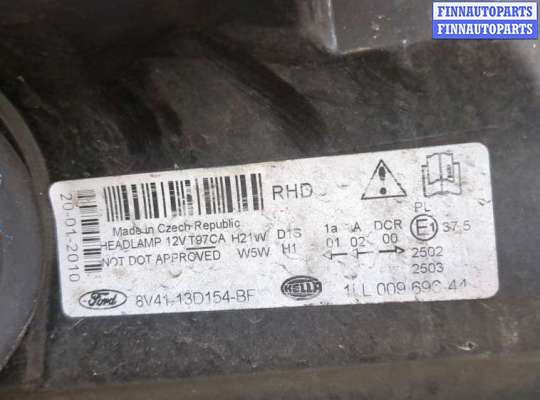 FINNAUTOPARTS
FINNAUTOPARTS
20-01-2010
RHD
Made in Czech Republic
HEADLAMP 12V T97CA H21W D1S 1a A DCR PL
01 02 00 E1 37.5
NOT DOT APPROVED W5W H1 2502
2503
Ford 8V41-13D154-BF HELLA 1LL 009 696-44